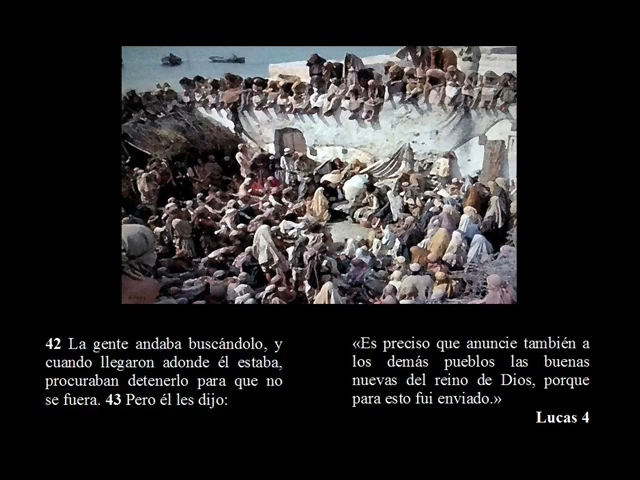 42 La gente andaba buscándolo, y
cuando llegaron adonde él estaba,
procuraban detenerlo para que no
se fuera. 43 Pero él les dijo:
«Es preciso que anuncie también a
los demás pueblos las buenas
nuevas del reino de Dios, porque
para esto fui enviado.»
Lucas 4